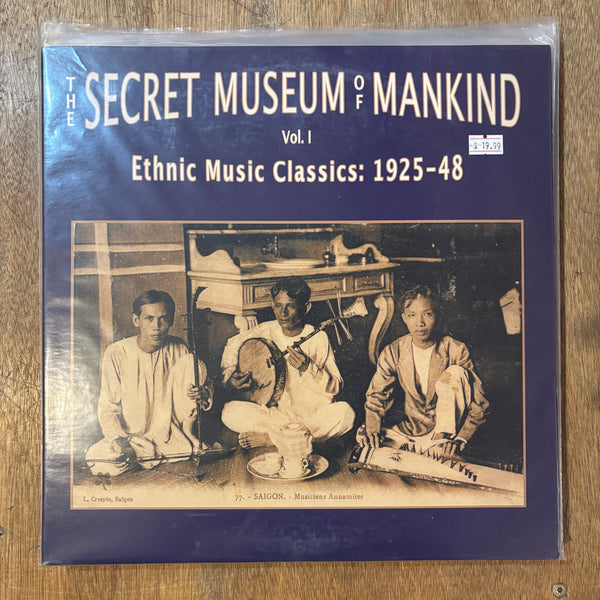 THE SECRET MUSEUM OF MANKIND
Vol. I
$ 19.99
Ethnic Music Classics: 1925-48
L. Crespin, Saigon
77. - SAIGON. - Musiciens Annamites